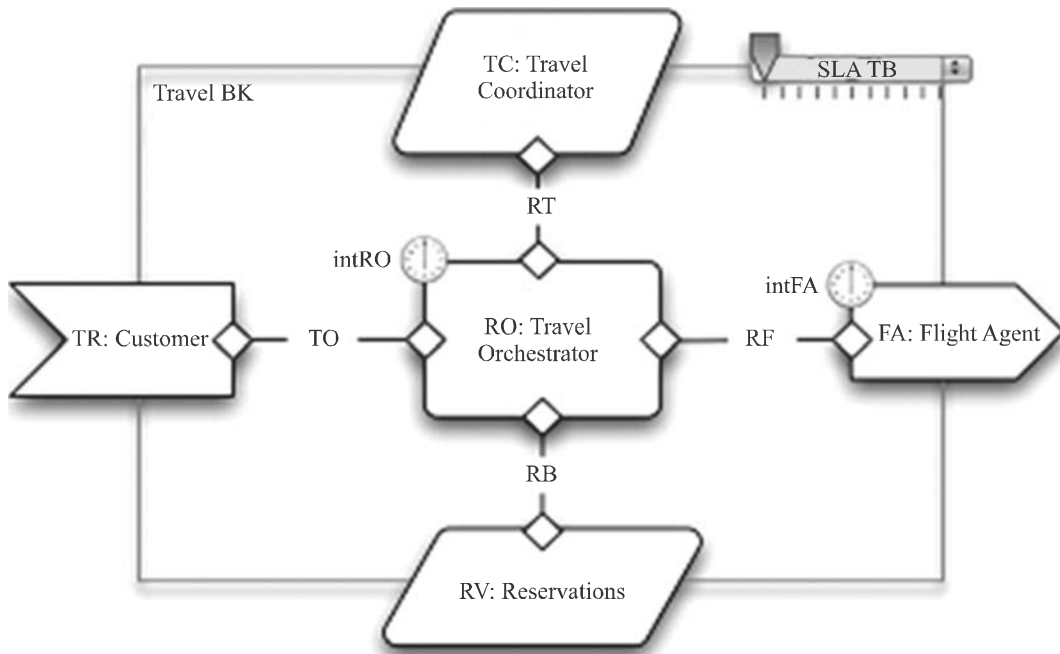 TC: Travel
Coordinator
SLA TB
Travel BK
RT
intRO
intFA
TR: Customer
TO
RO: Travel
Orchestrator
RF
FA: Flight Agent
RB
RV: Reservations